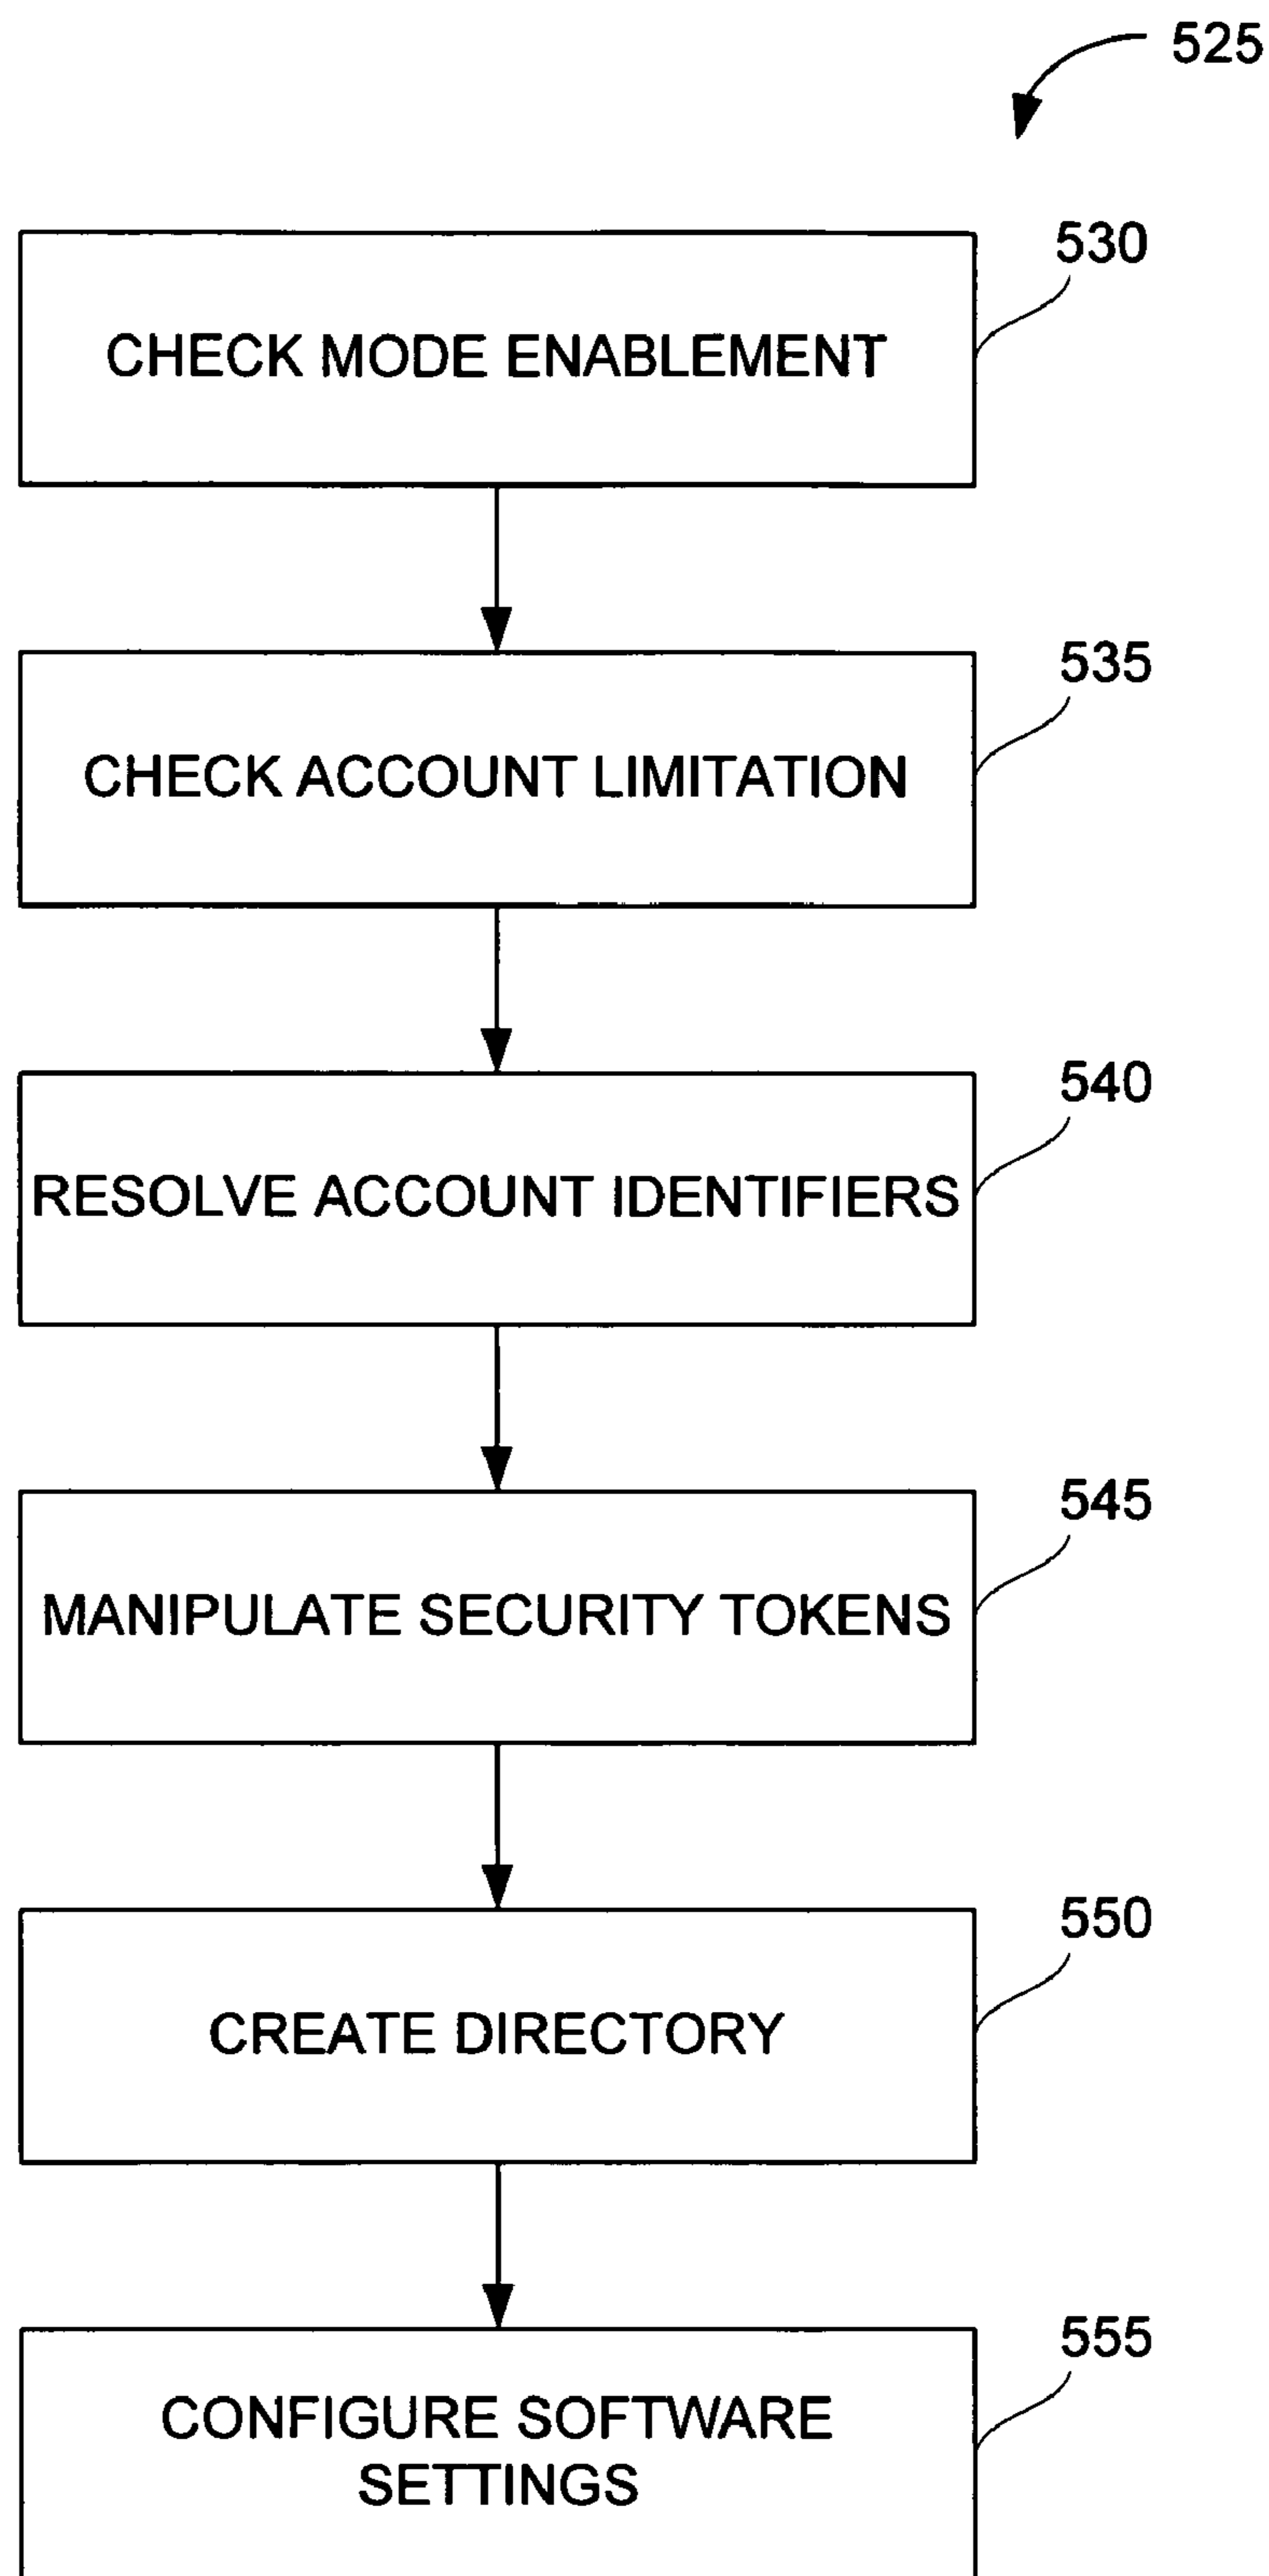 525
530
CHECK MODE ENABLEMENT
535
CHECK ACCOUNT LIMITATION
540
RESOLVE ACCOUNT IDENTIFIERS
545
MANIPULATE SECURITY TOKENS
550
CREATE DIRECTORY
555
CONFIGURE SOFTWARE
SETTINGS